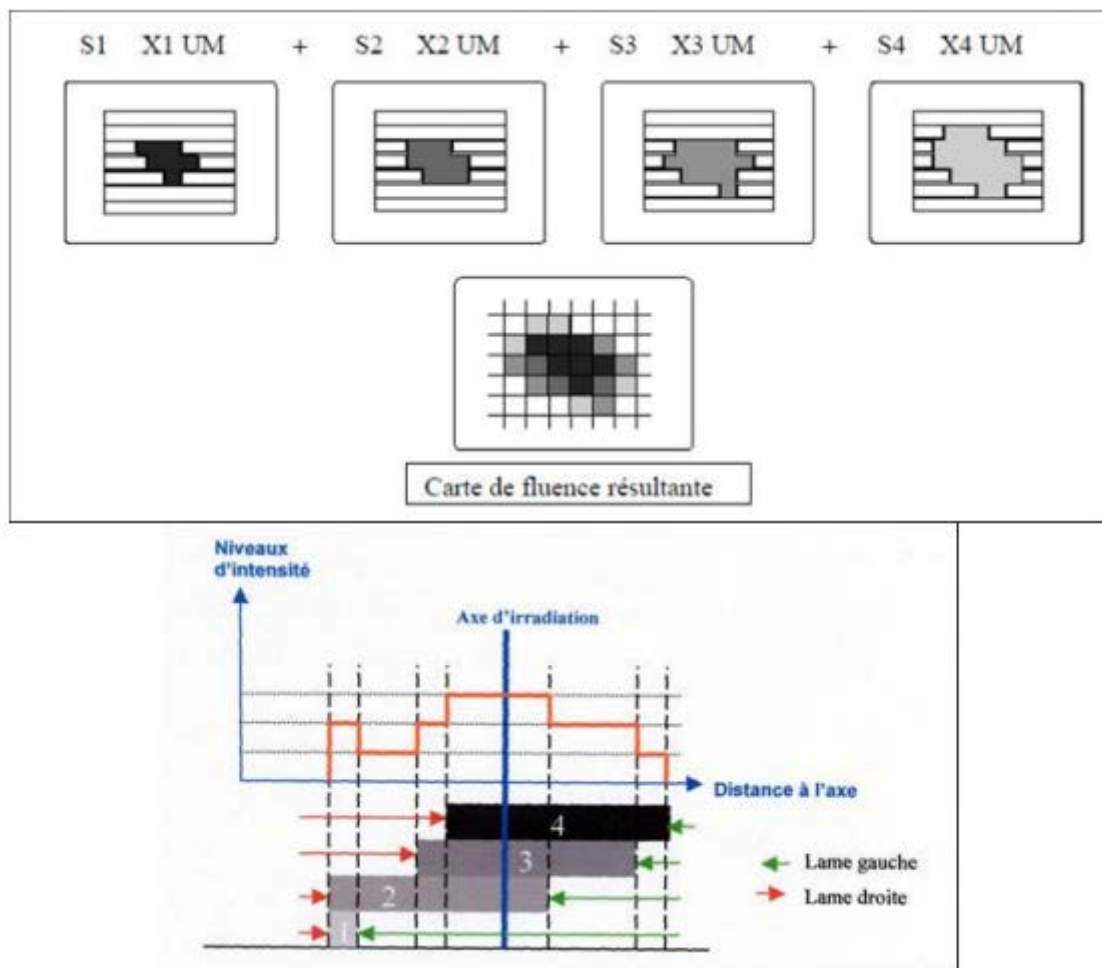 S1 X1 UM + S2 X2 UM + S3 X3 UM + S4 X4 UM
Carte de fluence résultante
Niveaux
d'intensité
Axe d'irradiation
Distance à l'axe
4
3
2
1
Lame gauche
Lame droite